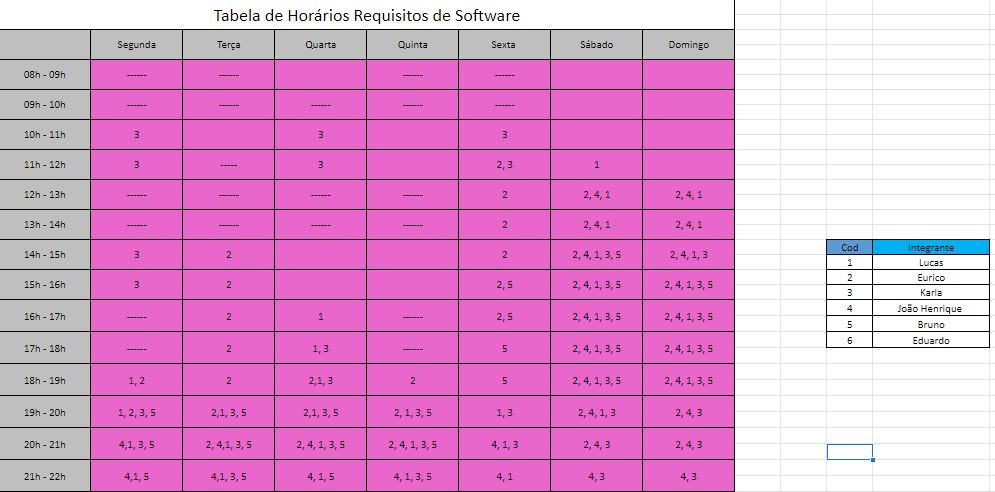 Tabela de Horários Requisitos de Software
Segunda Terça Quarta Quinta Sexta Sábado Domingo
08h - 09h ------ ------ ------ ------
09h - 10h ------ ------ ------ ------ ------
10h - 11h 3 3 3
11h - 12h 3 ----- 3 2, 3 1
12h - 13h ------ ------ ------ ------ 2 2, 4, 1 2, 4, 1
13h - 14h ------ ------ ------ ------ 2 2, 4, 1 2, 4, 1
14h - 15h 3 2 2 2, 4, 1, 3, 5 2, 4, 1, 3
15h - 16h 3 2 2, 5 2, 4, 1, 3, 5 2, 4, 1, 3, 5
16h - 17h ------ 2 1 ------ 2, 5 2, 4, 1, 3, 5 2, 4, 1, 3, 5
17h - 18h ------ 2 1, 3 ------ 5 2, 4, 1, 3, 5 2, 4, 1, 3, 5
18h - 19h 1, 2 2 2,1, 3 2 5 2, 4, 1, 3, 5 2, 4, 1, 3, 5
19h - 20h 1, 2, 3, 5 2,1, 3, 5 2,1, 3, 5 2, 1, 3, 5 1, 3 2, 4, 3 2, 4, 3
20h - 21h 4,1, 3, 5 2, 4,1, 3, 5 2, 4, 1, 3, 5 2, 4, 1, 3, 5 4, 1, 3 2, 4, 3 2, 4, 3
21h - 22h 4,1, 5 4,1, 3, 5 4, 1, 5 4, 1, 3, 5 4, 1 4, 3 4, 3
Cod Integrante
1 Lucas
2 Eurico
3 Karla
4 João Henrique
5 Bruno
6 Eduardo